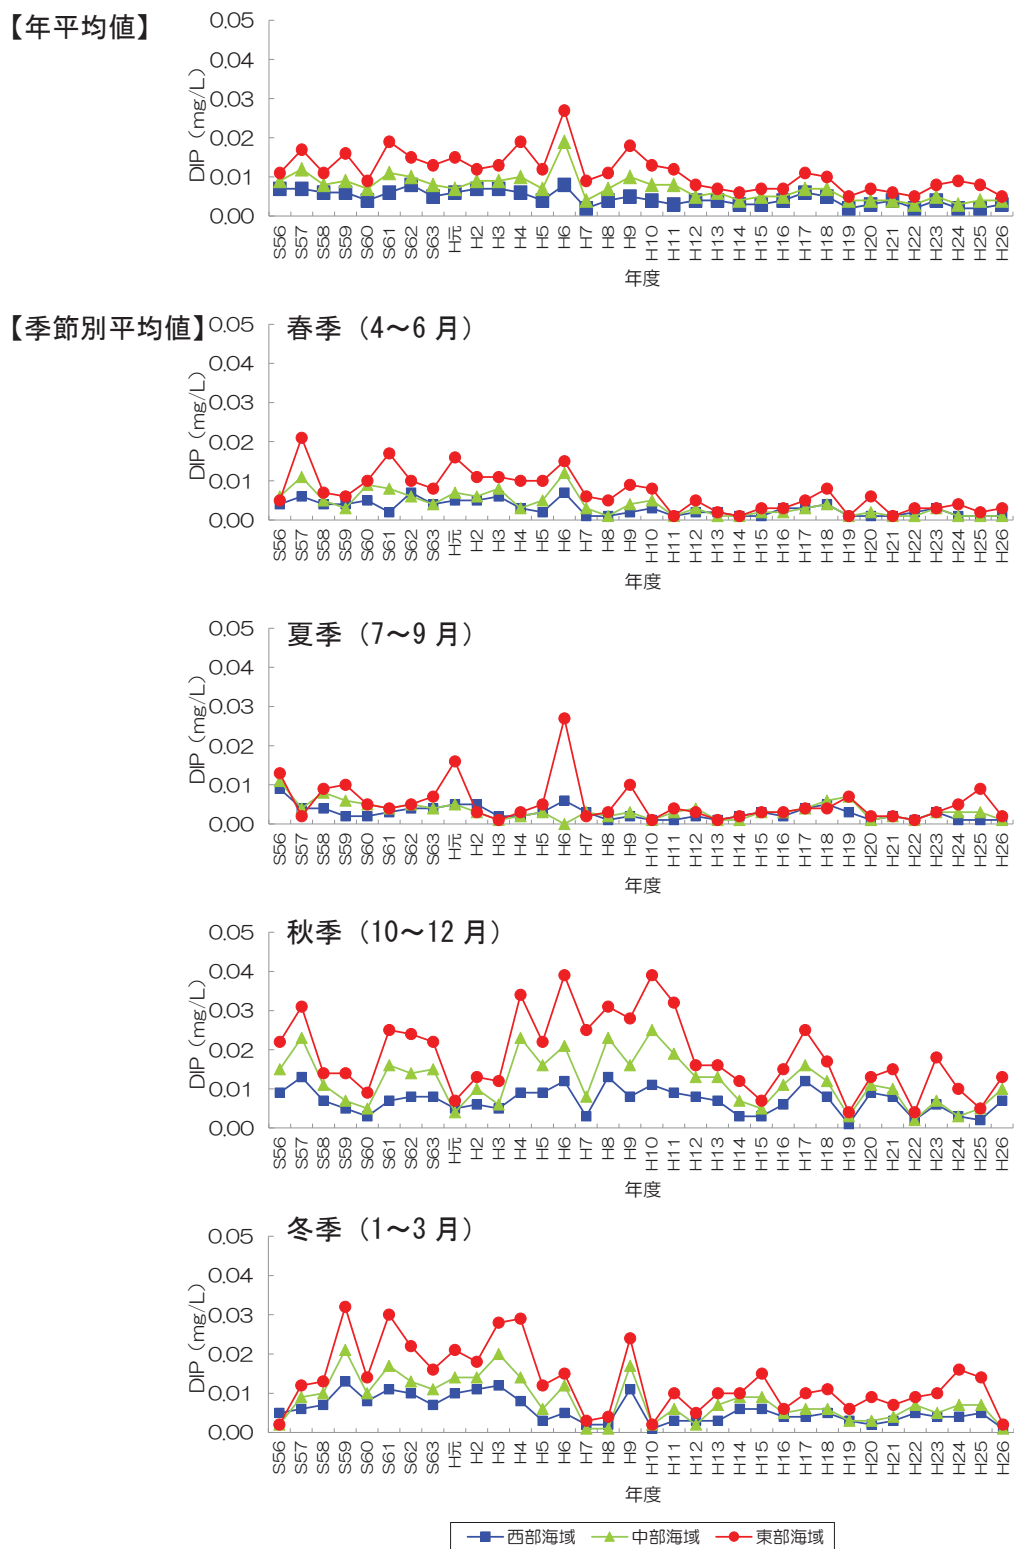 【年平均値】
0.05
0.04
0.03
0.02
0.01
0.00
DIP (mg/L)
S56 S57 S58 S59 S60 S61 S62 S63 H元 H2 H3 H4 H5 H6 H7 H8 H9 H10 H11 H12 H13 H14 H15 H16 H17 H18 H19 H20 H21 H22 H23 H24 H25 H26
年度
【季節別平均値】
春季（4～6 月）
0.05
0.04
0.03
0.02
0.01
0.00
DIP (mg/L)
S56 S57 S58 S59 S60 S61 S62 S63 H元 H2 H3 H4 H5 H6 H7 H8 H9 H10 H11 H12 H13 H14 H15 H16 H17 H18 H19 H20 H21 H22 H23 H24 H25 H26
年度
夏季（7～9 月）
0.05
0.04
0.03
0.02
0.01
0.00
DIP (mg/L)
S56 S57 S58 S59 S60 S61 S62 S63 H元 H2 H3 H4 H5 H6 H7 H8 H9 H10 H11 H12 H13 H14 H15 H16 H17 H18 H19 H20 H21 H22 H23 H24 H25 H26
年度
秋季（10～12 月）
0.05
0.04
0.03
0.02
0.01
0.00
DIP (mg/L)
S56 S57 S58 S59 S60 S61 S62 S63 H元 H2 H3 H4 H5 H6 H7 H8 H9 H10 H11 H12 H13 H14 H15 H16 H17 H18 H19 H20 H21 H22 H23 H24 H25 H26
年度
冬季（1～3 月）
0.05
0.04
0.03
0.02
0.01
0.00
DIP (mg/L)
S56 S57 S58 S59 S60 S61 S62 S63 H元 H2 H3 H4 H5 H6 H7 H8 H9 H10 H11 H12 H13 H14 H15 H16 H17 H18 H19 H20 H21 H22 H23 H24 H25 H26
年度
西部海域 中部海域 東部海域